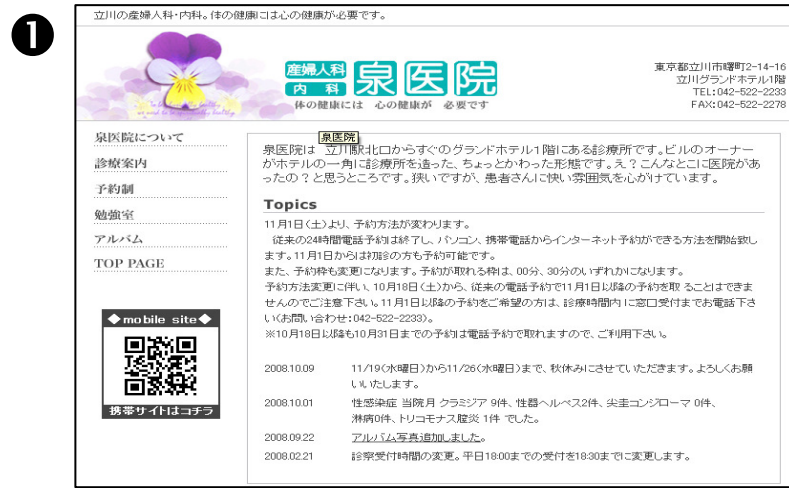 ❶
立川の産婦人科・内科。体の健康には心の健康が必要です。
産婦人科
内 科
泉医院
体の健康には 心の健康が 必要です
東京都立川市曙町2-14-16
立川グランドホテル1階
TEL:042-522-2233
FAX:042-522-2278
泉医院について
診療案内
予約制
勉強室
アルバム
TOP PAGE
◆mobile site◆
携帯サイトはコチラ
泉医院
泉医院は 立川駅北口からすぐのグランドホテル1階にある診療所です。ビルのオーナー
がホテルの一角に診療所を造った、ちょっとかわった形態です。え？こんなとこに医院があ
ったの？と思うところです。狭いですが、患者さんに快い雰囲気を心がけています。
Topics
11月1日(土)より、予約方法が変わります。
従来の24時間電話予約は終了し、パソコン、携帯電話からインターネット予約ができる方法を開始致し
ます。11月1日からは初診の方も予約可能です。
また、予約枠も変更になります。予約が取れる枠は、00分、30分のいずれかになります。
予約方法変更に伴い、10月18日(土)から、従来の電話予約で11月1日以降の予約を取 ることはできま
せんのでご注意下さい。11月1日以降の予約をご希望の方は、診療時間内に窓口受付までお電話下さ
い(お問い合わせ:042-522-2233)。
※10月18日以降も10月31日までの予約は電話予約で取れますので、ご利用下さい。
2008.10.09 11/19(水曜日)から11/26(水曜日)まで、秋休みにさせていただきます。よろしくお願
いいたします。
2008.10.01 性感染症 当院月 クラミジア 9件、性器ヘルペス2件、尖圭コンジローマ 0件、
淋病0件、トリコモナス腟炎 1件 でした。
2008.09.22 アルバム写真追加しました。
2008.02.21 診察受付時間の変更。平日18:00までの受付を18:30までに変更します。